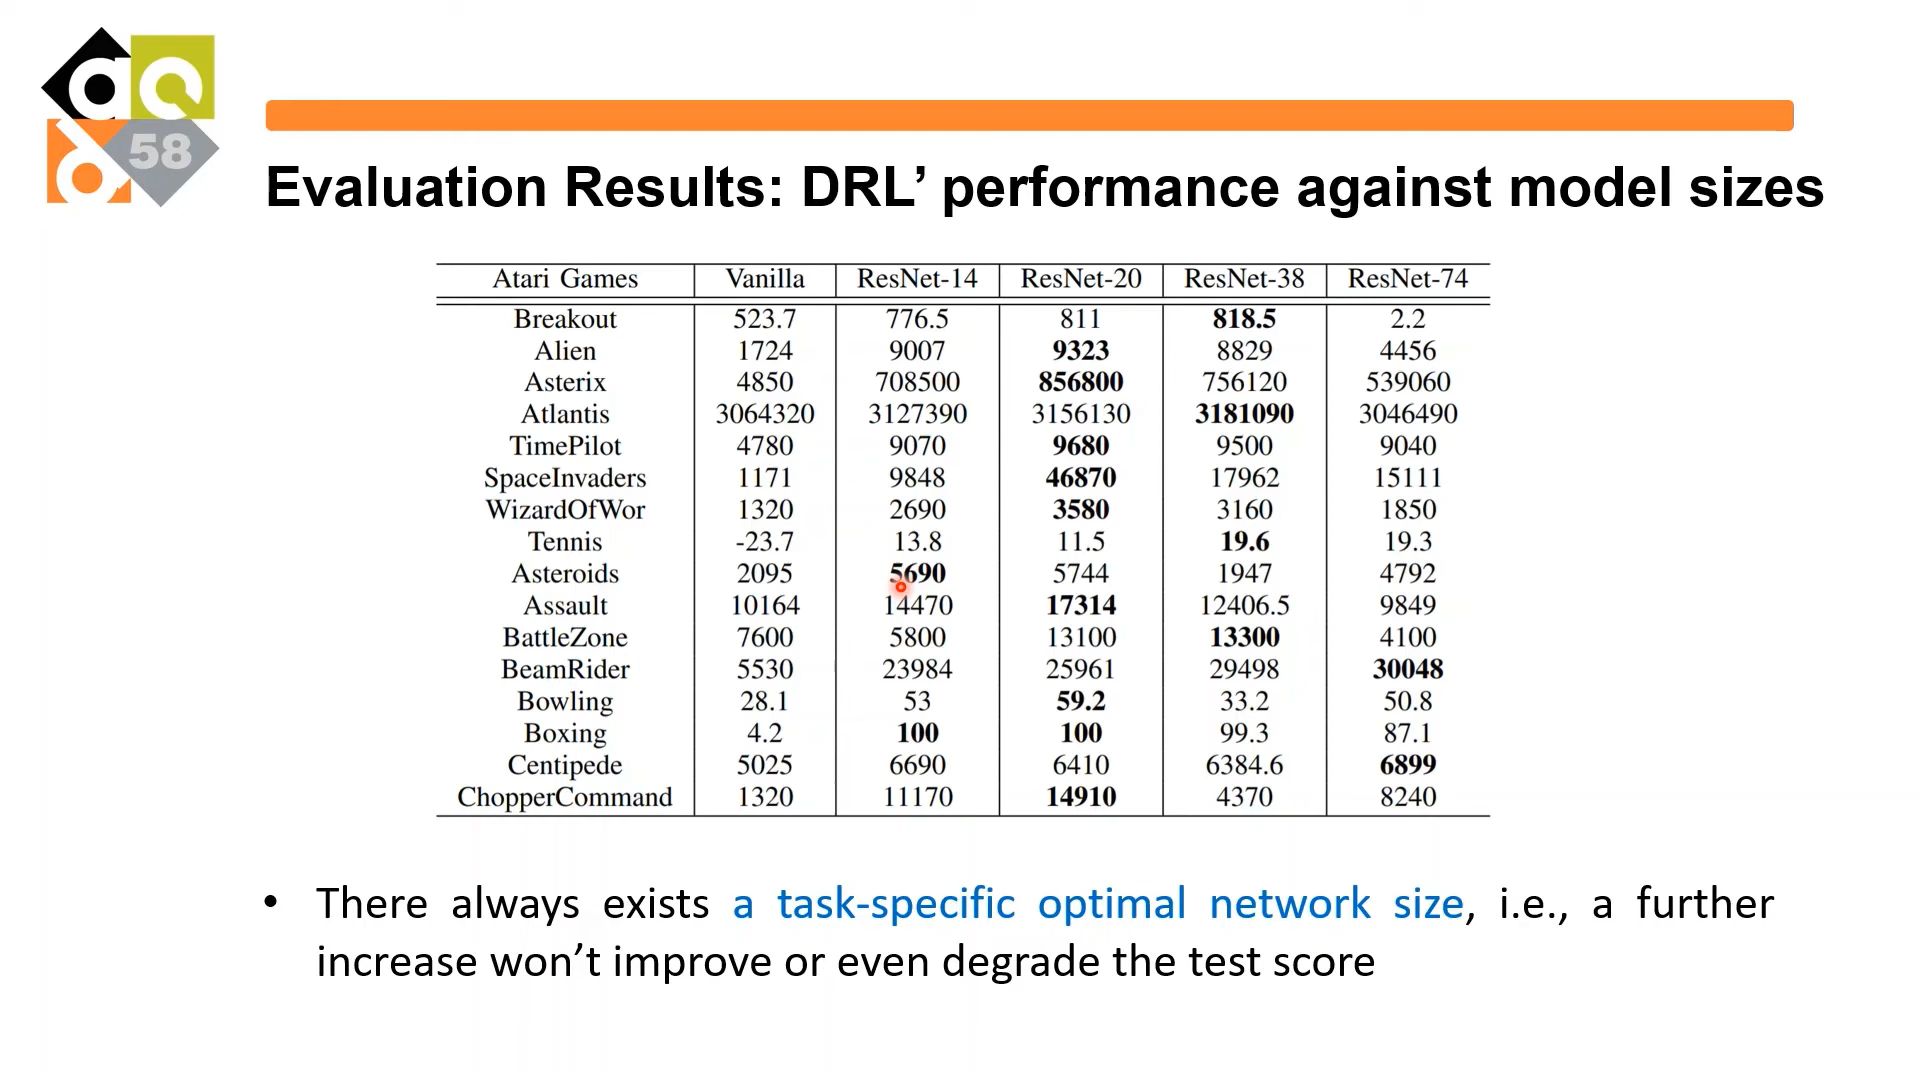 58
Evaluation Results: DRL’ performance against model sizes
Atari Games Vanilla ResNet-14 ResNet-20 ResNet-38 ResNet-74
Breakout 523.7 776.5 811 818.5 2.2
Alien 1724 9007 9323 8829 4456
Asterix 4850 708500 856800 756120 539060
Atlantis 3064320 3127390 3156130 3181090 3046490
TimePilot 4780 9070 9680 9500 9040
SpaceInvaders 1171 9848 46870 17962 15111
WizardOfWor 1320 2690 3580 3160 1850
Tennis -23.7 13.8 11.5 19.6 19.3
Asteroids 2095 5690 5744 1947 4792
Assault 10164 14470 17314 12406.5 9849
BattleZone 7600 5800 13100 13300 4100
BeamRider 5530 23984 25961 29498 30048
Bowling 28.1 53 59.2 33.2 50.8
Boxing 4.2 100 100 99.3 87.1
Centipede 5025 6690 6410 6384.6 6899
ChopperCommand 1320 11170 14910 4370 8240
• There always exists a task-specific optimal network size, i.e., a further
increase won’t improve or even degrade the test score